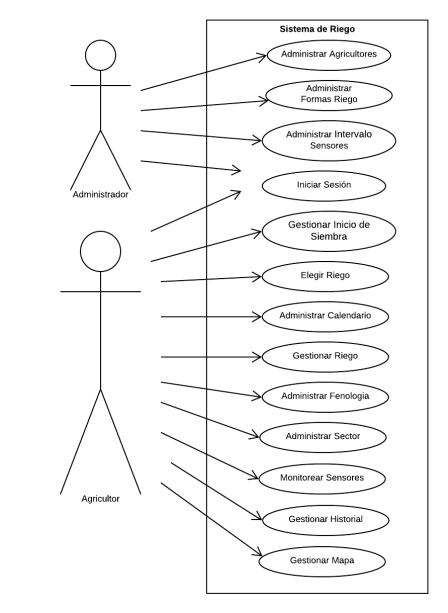 Sistema de Riego
Administrar Agricultores
Administrar
Formas Riego
Administrar Intervalo
Sensores
Iniciar Sesión
Administrador
Gestionar Inicio de
Siembra
Elegir Riego
Administrar Calendario
Gestionar Riego
Administrar Fenologia
Administrar Sector
Monitorear Sensores
Agricultor
Gestionar Historial
Gestionar Mapa